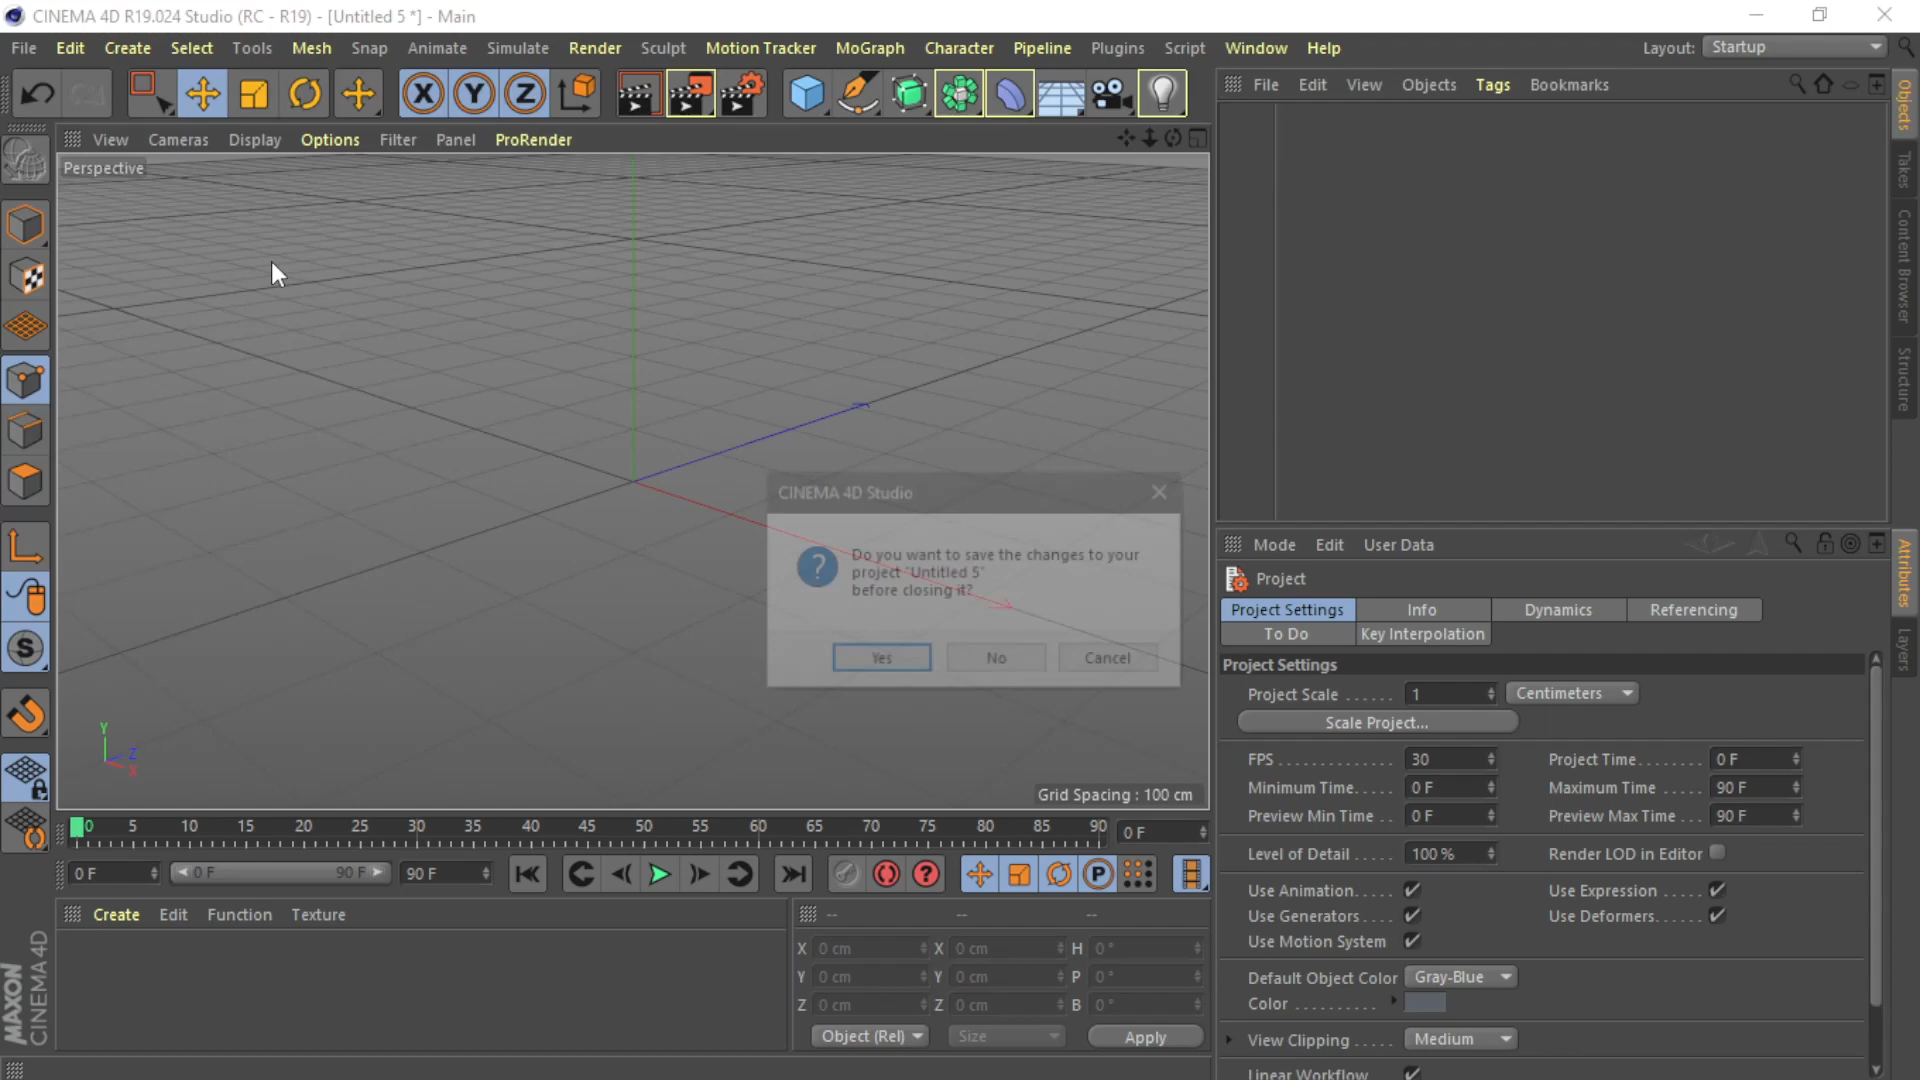 CINEMA 4D R19.024 Studio (RC - R19) - [Untitled 5 *] - Main
File Edit Create Select Tools Mesh Snap Animate Simulate Render Sculpt Motion Tracker MoGraph Character Pipeline Plugins Script Window Help
Layout: Startup
X Y Z
File Edit View Objects Tags Bookmarks
View Cameras Display Options Filter Panel ProRender
Perspective
Objects
Takes
Content Browser
Structure
CINEMA 4D Studio
Do you want to save the changes to your
project "Untitled 5"
before closing it?
Yes No Cancel
Y
Z
X
Grid Spacing : 100 cm
S
Mode Edit User Data
Attributes
Layers
Project
Project Settings Info Dynamics Referencing
To Do Key Interpolation
Project Settings
Project Scale . . . . . . 1 Centimeters
Scale Project...
FPS . . . . . . . . . . . . . . 30 Project Time. . . . . . . . 0 F
Minimum Time. . . . . 0 F Maximum Time . . . . . 90 F
Preview Min Time . . . 0 F Preview Max Time . . . 90 F
Level of Detail . . . . . 100 % Render LOD in Editor
Use Animation. . . . . Use Expression . . . . .
Use Generators. . . . Use Deformers. . . . . .
Use Motion System
Default Object Color Gray-Blue
Color . . . . . . . . . .
View Clipping . . . . . Medium
Linear Workflow
0 5 10 15 20 25 30 35 40 45 50 55 60 65 70 75 80 85 90 0 F
0 F 0 F 90 F 90 F ? P
Create Edit Function Texture
-- -- --
X 0 cm X 0 cm H 0 °
Y 0 cm Y 0 cm P 0 °
Z 0 cm Z 0 cm B 0 °
Object (Rel) Size Apply
MAXON
CINEMA 4D